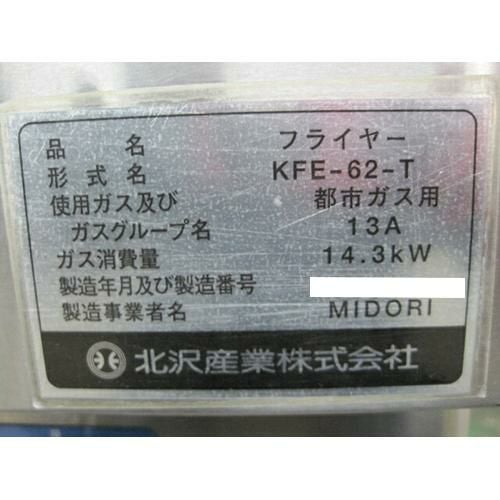 品名 フライヤー
形式名 KFE-62-T
使用ガス及び 都市ガス用
ガスグループ名 13A
ガス消費量 14.3kW
製造年月及び製造番号
製造事業者名 MIDORI
北沢産業株式会社